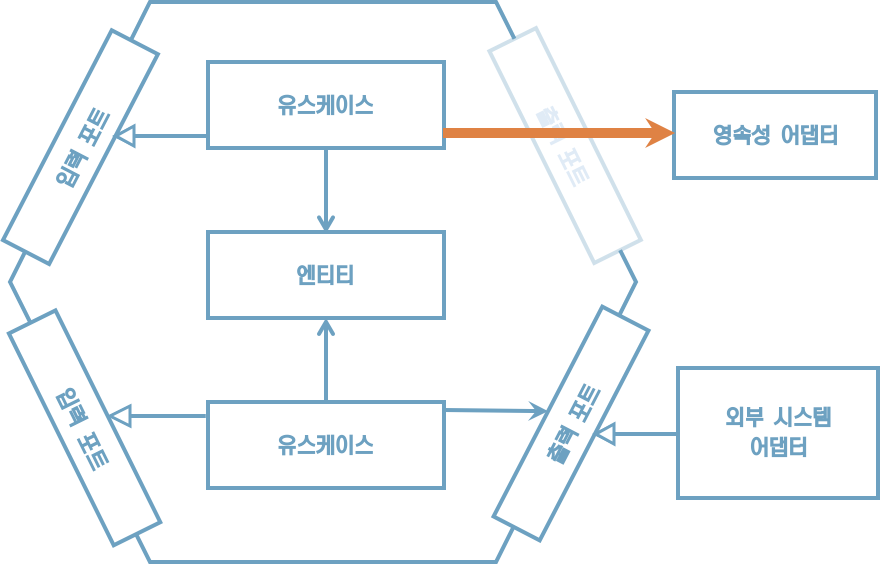 유스케이스
출력 포트
영속성 어댑터
입력 포트
엔티티
입력 포트
유스케이스
출력 포트
외부 시스템
어댑터